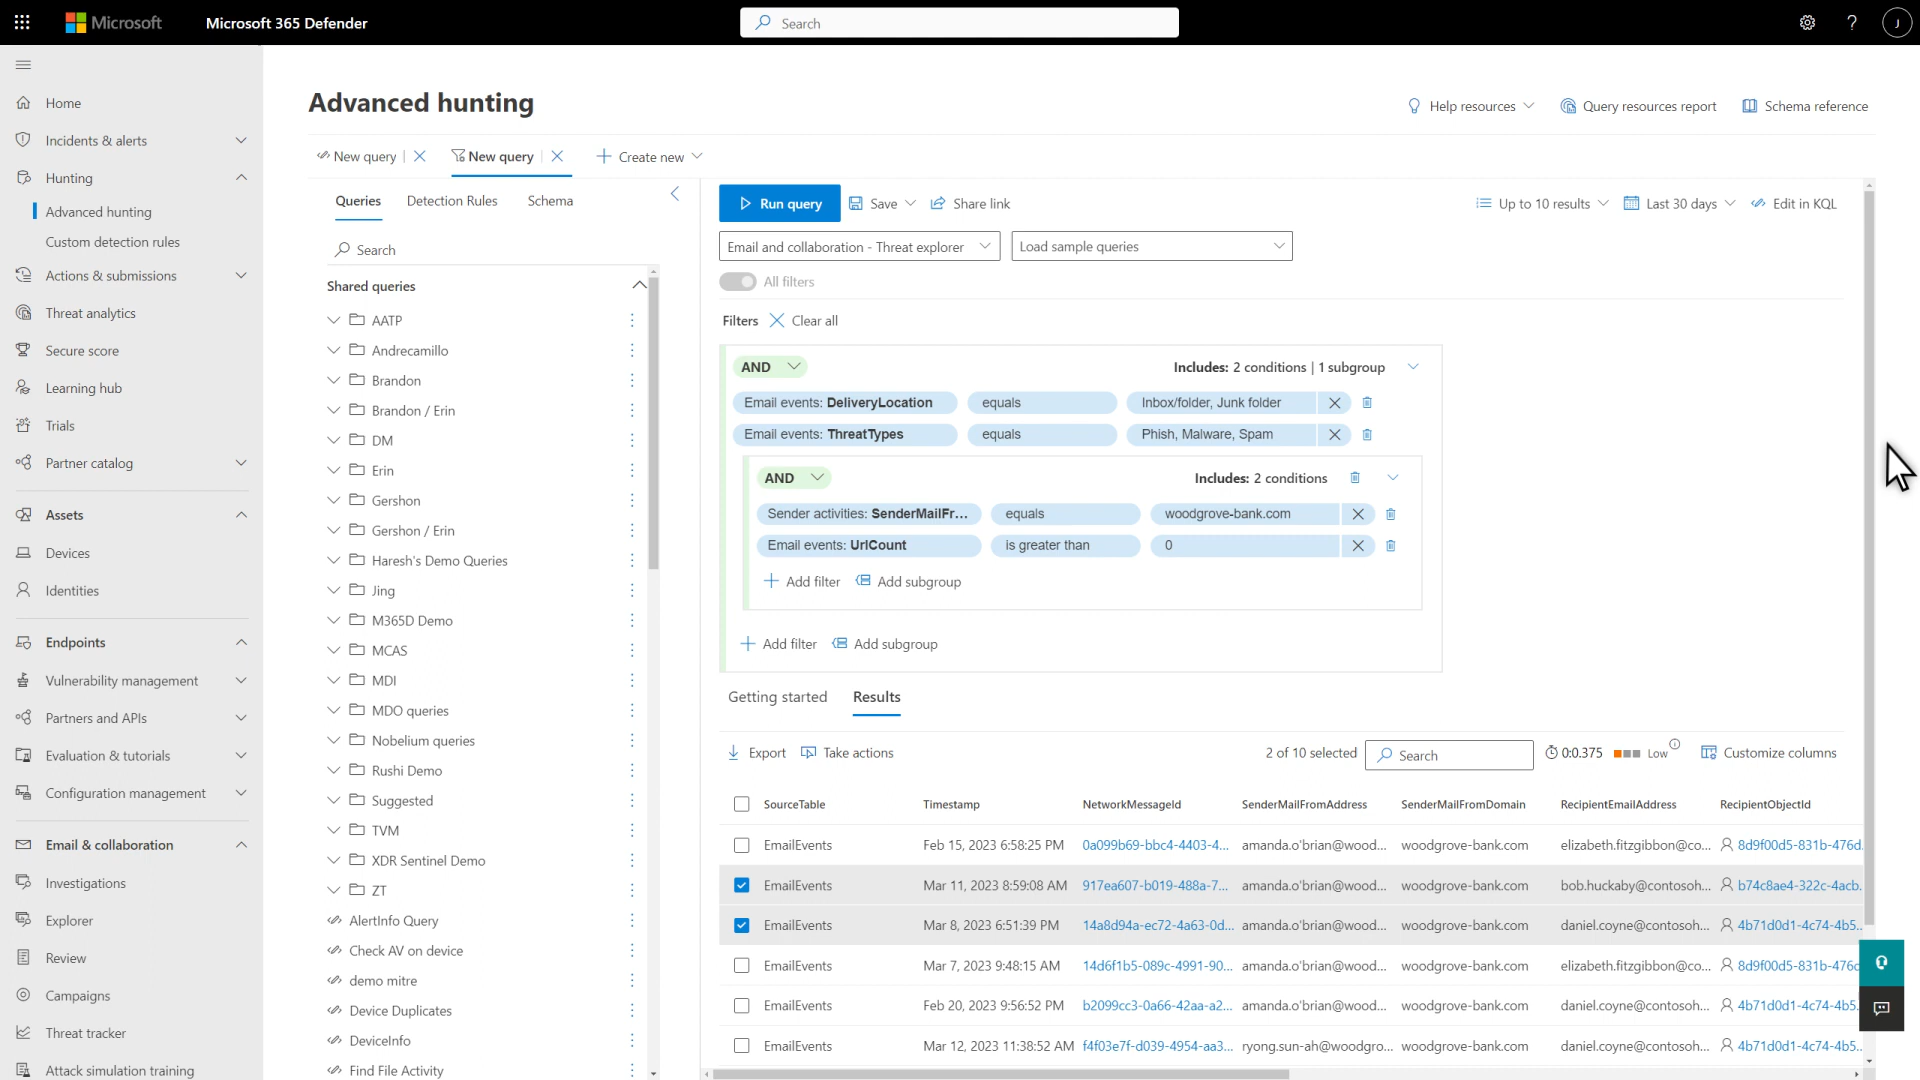 Microsoft
Microsoft 365 Defender
Search
?
J
Home
Incidents & alerts
Hunting
Advanced hunting
Custom detection rules
Actions & submissions
Threat analytics
Secure score
Learning hub
Trials
Partner catalog
Assets
Devices
Identities
Endpoints
Vulnerability management
Partners and APIs
Evaluation & tutorials
Configuration management
Email & collaboration
Investigations
Explorer
Review
Campaigns
Threat tracker
Attack simulation training
Advanced hunting
Help resources
Query resources report
Schema reference
New query
New query
Create new
Queries
Detection Rules
Schema
Search
Shared queries
AATP
Andrecamillo
Brandon
Brandon / Erin
DM
Erin
Gershon
Gershon / Erin
Haresh's Demo Queries
Jing
M365D Demo
MCAS
MDI
MDO queries
Nobelium queries
Rushi Demo
Suggested
TVM
XDR Sentinel Demo
ZT
AlertInfo Query
Check AV on device
demo mitre
Device Duplicates
DeviceInfo
Find File Activity
Run query
Save
Share link
Up to 10 results
Last 30 days
Edit in KQL
Email and collaboration - Threat explorer
Load sample queries
All filters
Filters
Clear all
AND
Includes: 2 conditions | 1 subgroup
Email events: DeliveryLocation equals Inbox/folder, Junk folder
Email events: ThreatTypes equals Phish, Malware, Spam
AND
Includes: 2 conditions
Sender activities: SenderMailFr... equals woodgrove-bank.com
Email events: UrlCount is greater than 0
Add filter
Add subgroup
Add filter
Add subgroup
Getting started
Results
Export
Take actions
2 of 10 selected
Search
0:0.375
Low
Customize columns
SourceTable Timestamp NetworkMessageId SenderMailFromAddress SenderMailFromDomain RecipientEmailAddress RecipientObjectId
EmailEvents Feb 15, 2023 6:58:25 PM 0a099b69-bbc4-4403-4... amanda.o'brian@wood... woodgrove-bank.com elizabeth.fitzgibbon@co... 8d9f00d5-831b-476d.
EmailEvents Mar 11, 2023 8:59:08 AM 917ea607-b019-488a-7... amanda.o'brian@wood... woodgrove-bank.com bob.huckaby@contosoh... b74c8ae4-322c-4acb.
EmailEvents Mar 8, 2023 6:51:39 PM 14a8d94a-ec72-4a63-0d... amanda.o'brian@wood... woodgrove-bank.com daniel.coyne@contosoh... 4b71d0d1-4c74-4b5..
EmailEvents Mar 7, 2023 9:48:15 AM 14d6f1b5-089c-4991-90... amanda.o'brian@wood... woodgrove-bank.com elizabeth.fitzgibbon@co... 8d9f00d5-831b-476
EmailEvents Feb 20, 2023 9:56:52 PM b2099cc3-0a66-42aa-a2... amanda.o'brian@wood... woodgrove-bank.com daniel.coyne@contosoh... 4b71d0d1-4c74-4b5.
EmailEvents Mar 12, 2023 11:38:52 AM f4f03e7f-d039-4954-aa3... ryong.sun-ah@woodgro... woodgrove-bank.com daniel.coyne@contosoh... 4b71d0d1-4c74-4b5..